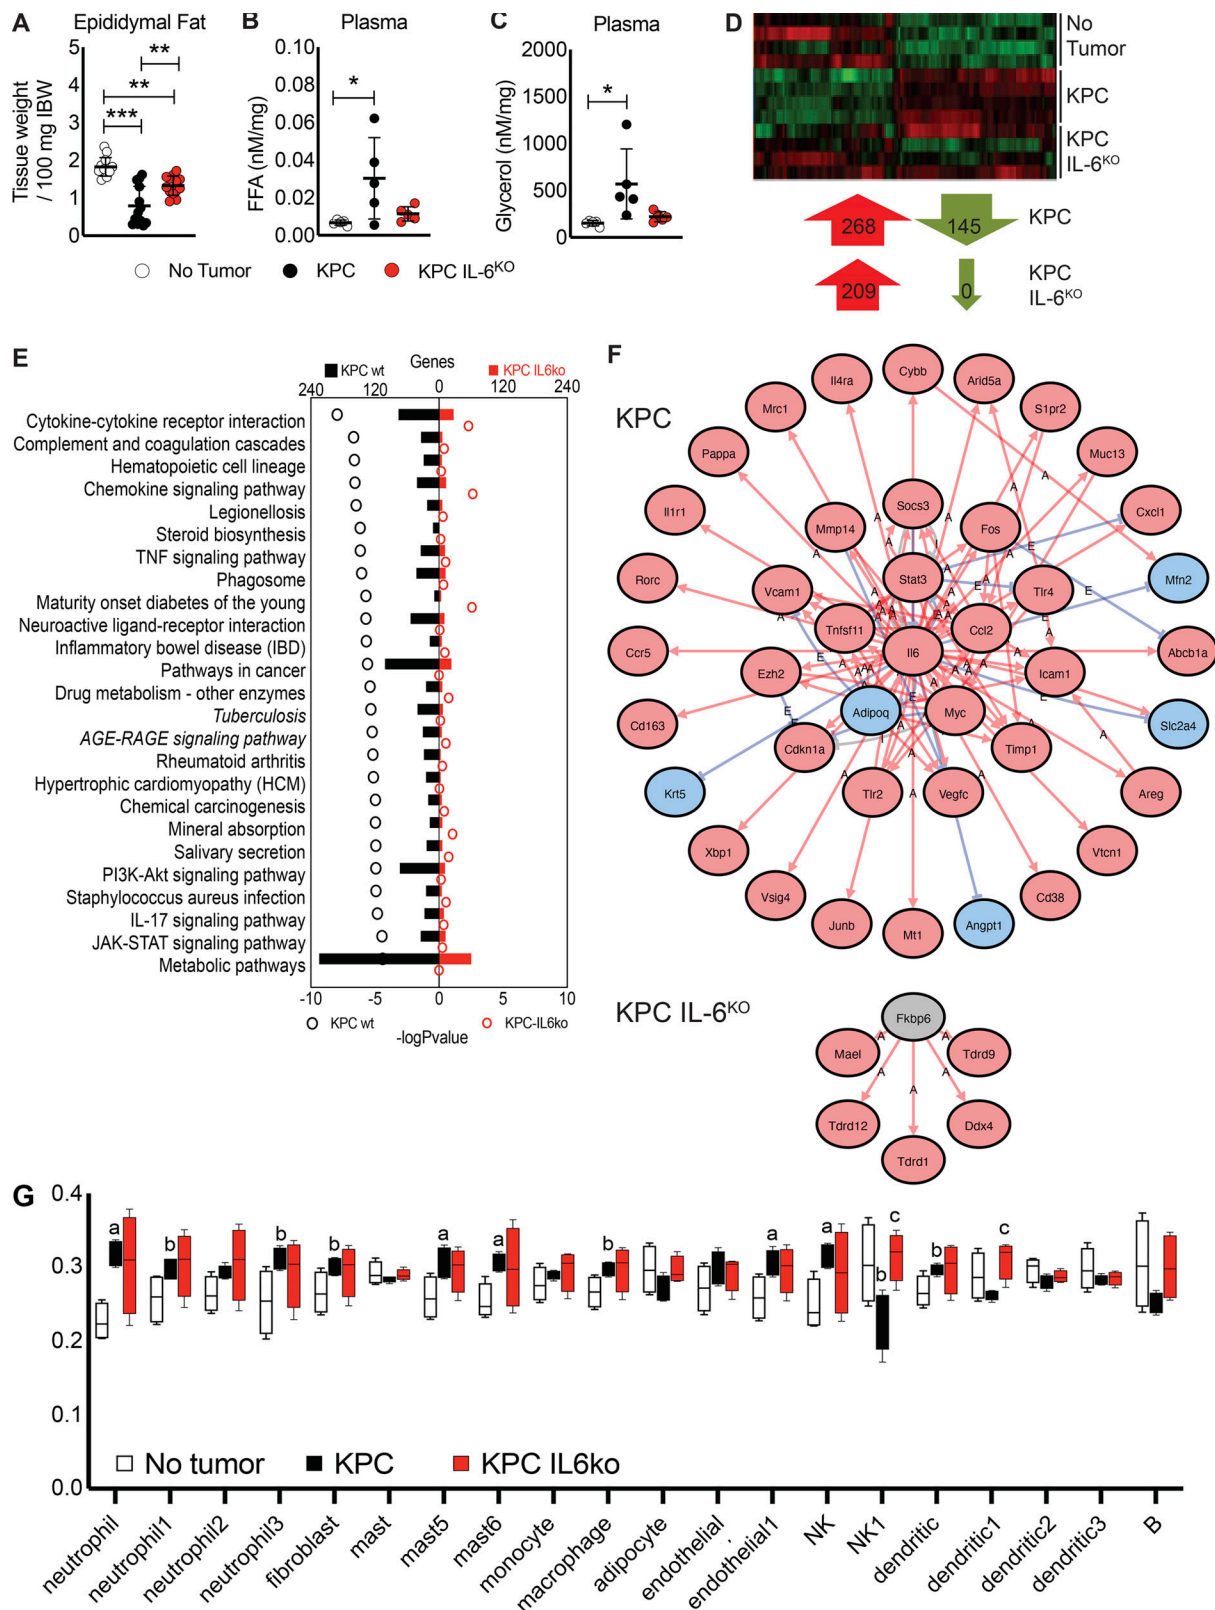 A
Epididymal Fat
Tissue weight
/ 100 mg IBW
5
4
3
2
1
0
**
**
***
B
Plasma
FFA (nM/mg)
0.10
0.08
0.06
0.04
0.02
0.00
*
C
Plasma
Glycerol (nM/mg)
2000
1500
1000
500
0
*
No Tumor
KPC
KPC IL-6KO
D
No
Tumor
KPC
KPC
IL-6KO
268
145
KPC
209
0
KPC
IL-6KO
E
Genes
KPC wt
KPC IL6ko
240 120 0 120 240
Cytokine-cytokine receptor interaction
Complement and coagulation cascades
Hematopoietic cell lineage
Chemokine signaling pathway
Legionellosis
Steroid biosynthesis
TNF signaling pathway
Phagosome
Maturity onset diabetes of the young
Neuroactive ligand-receptor interaction
Inflammatory bowel disease (IBD)
Pathways in cancer
Drug metabolism - other enzymes
Tuberculosis
AGE-RAGE signaling pathway
Rheumatoid arthritis
Hypertrophic cardiomyopathy (HCM)
Chemical carcinogenesis
Mineral absorption
Salivary secretion
PI3K-Akt signaling pathway
Staphylococcus aureus infection
IL-17 signaling pathway
JAK-STAT signaling pathway
Metabolic pathways
-10 -5 0 5 10
KPC wt
KPC-IL6ko
-logPvalue
F
KPC
Cybb
Il4ra
Arid5a
Mrc1
S1pr2
Pappa
Muc13
Il1r1
Socs3
Cxcl1
Mmp14
Fos
Rorc
Stat3
Mfn2
Vcam1
Tlr4
Tnfsf11
Ccl2
Ccr5
Il6
Abcb1a
Ezh2
Icam1
Cd163
Adipoq
Myc
Slc2a4
Cdkn1a
Timp1
Krt5
Tlr2
Vegfc
Areg
Xbp1
Vtcn1
Vsig4
Cd38
Junb
Mt1
Angpt1
KPC IL-6KO
Fkbp6
Mael
Tdrd9
A A
A A
A
Tdrd12
Ddx4
Tdrd1
G
0.4
0.3
0.2
0.1
0.0
a
b
b
b
a
a
b
a
a
b
c
b
c
No tumor
KPC
KPC IL6ko
neutrophil
neutrophil1
neutrophil2
neutrophil3
fibroblast
mast
mast5
mast6
monocyte
macrophage
adipocyte
endothelial
endothelial1
NK
NK1
dendritic
dendritic1
dendritic2
dendritic3
B